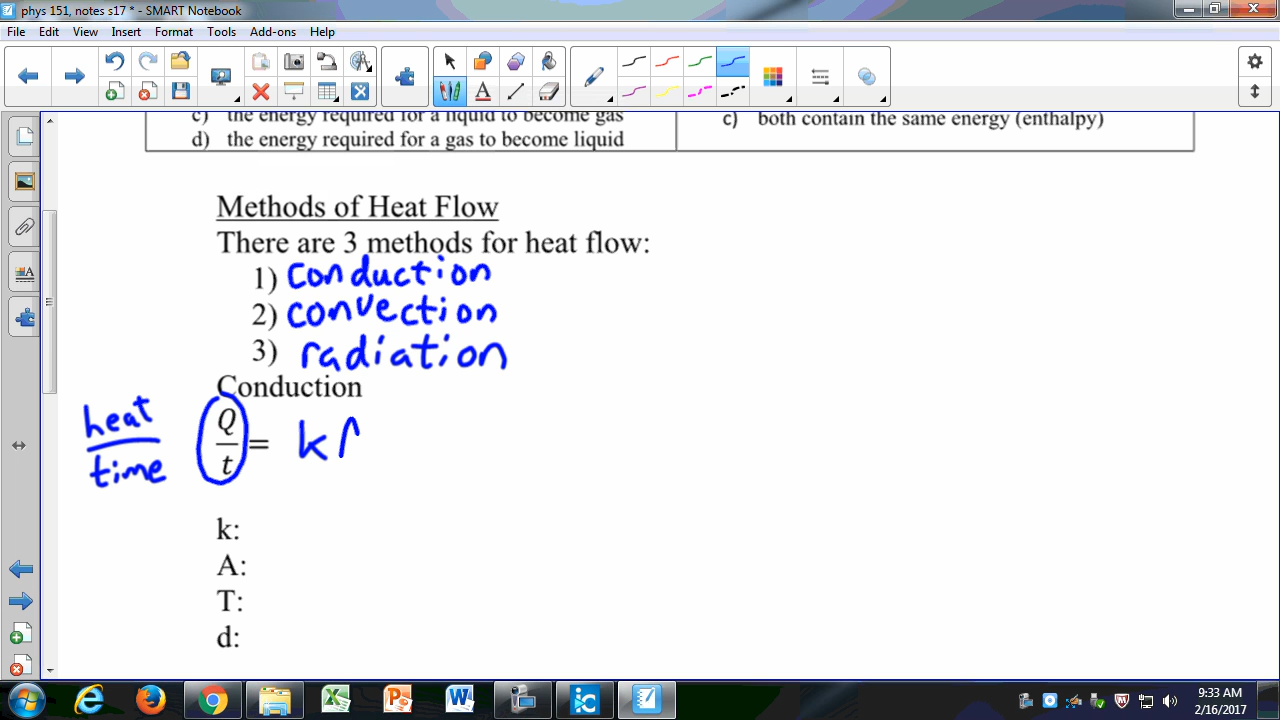 phys 151, notes s17 * - SMART Notebook
File Edit View Insert Format Tools Add-ons Help
c) the energy required for a liquid to become gas
d) the energy required for a gas to become liquid
c) both contain the same energy (enthalpy)
Methods of Heat Flow
There are 3 methods for heat flow:
1) conduction
2) convection
3) radiation
Conduction
heat
time
Q
t
= k
k:
A:
T:
d:
9:33 AM
2/16/2017